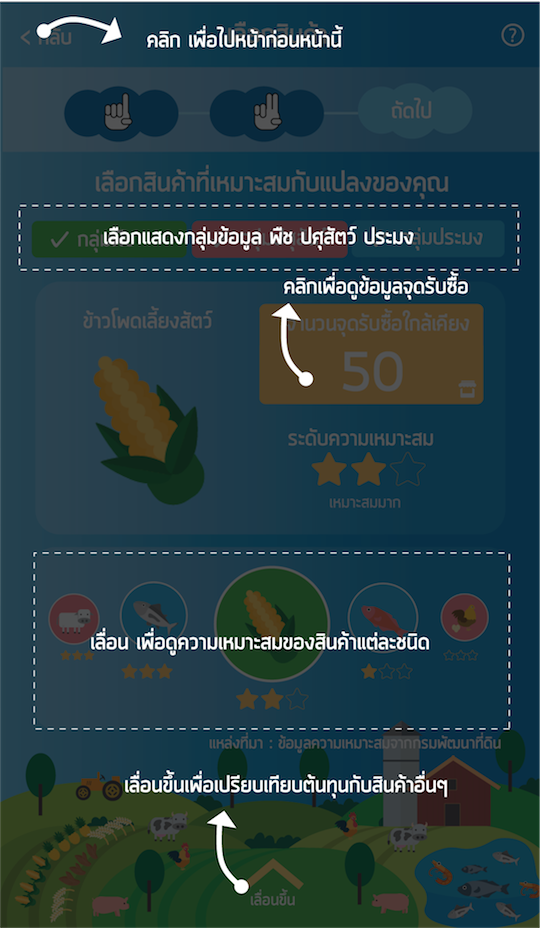 < กลับ
คลิก เพื่อไปหน้าก่อนหน้านี้
?
ถัดไป
เลือกสินค้าที่เหมาะสมกับแปลงของคุณ
เลือกแสดงกลุ่มข้อมูล พืช ปศุสัตว์ ประมง
คลิกเพื่อดูข้อมูลจุดรับซื้อ
ข้าวโพดเลี้ยงสัตว์
จำนวนจุดรับซื้อใกล้เคียง
50
ระดับความเหมาะสม
เหมาะสมมาก
เลื่อน เพื่อดูความเหมาะสมของสินค้าแต่ละชนิด
แหล่งที่มา : ข้อมูลความเหมาะสมจากกรมพัฒนาที่ดิน
เลื่อนขึ้นเพื่อเปรียบเทียบต้นทุนกับสินค้าอื่นๆ
เลื่อนขึ้น